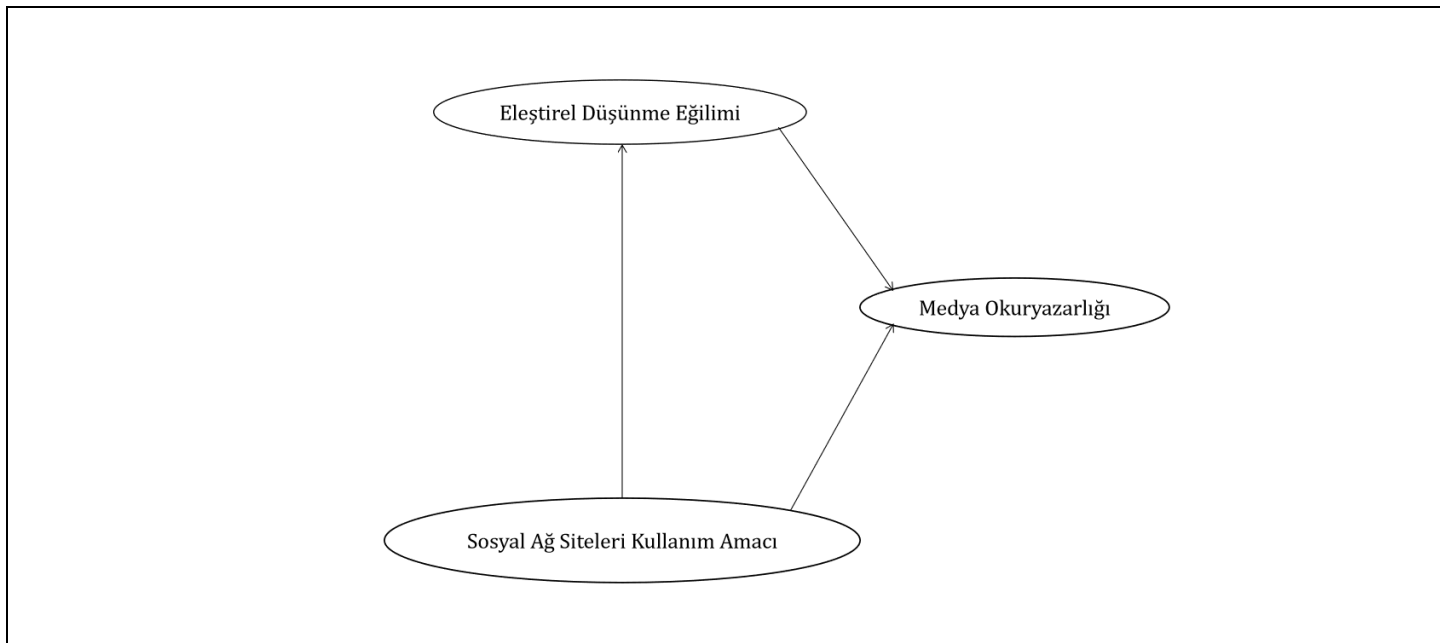 Eleştirel Düşünme Eğilimi
Medya Okuryazarlığı
Sosyal Ağ Siteleri Kullanım Amacı